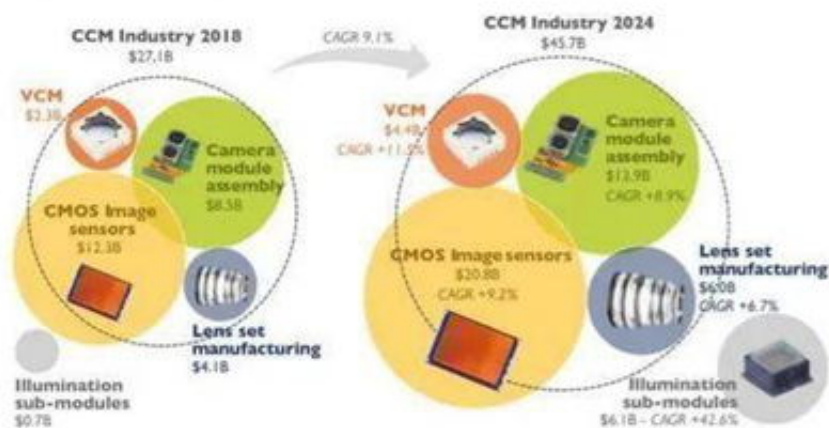 CCM Industry 2018
$27.1B
CAGR 9.1%
CCM Industry 2024
$45.7B
VCM
$2.3B
Camera
module
assembly
$8.5B
CMOS Image
sensors
$12.3B
Lens set
manufacturing
$4.1B
Illumination
sub-modules
$0.7B
VCM
$4.4B
CAGR +11.5%
Camera
module
assembly
$13.9B
CAGR +8.9%
CMOS Image sensors
$20.8B
CAGR +9.2%
Lens set
manufacturing
$6.0B
CAGR +6.7%
Illumination
sub-modules
$6.1B - CAGR +42.6%